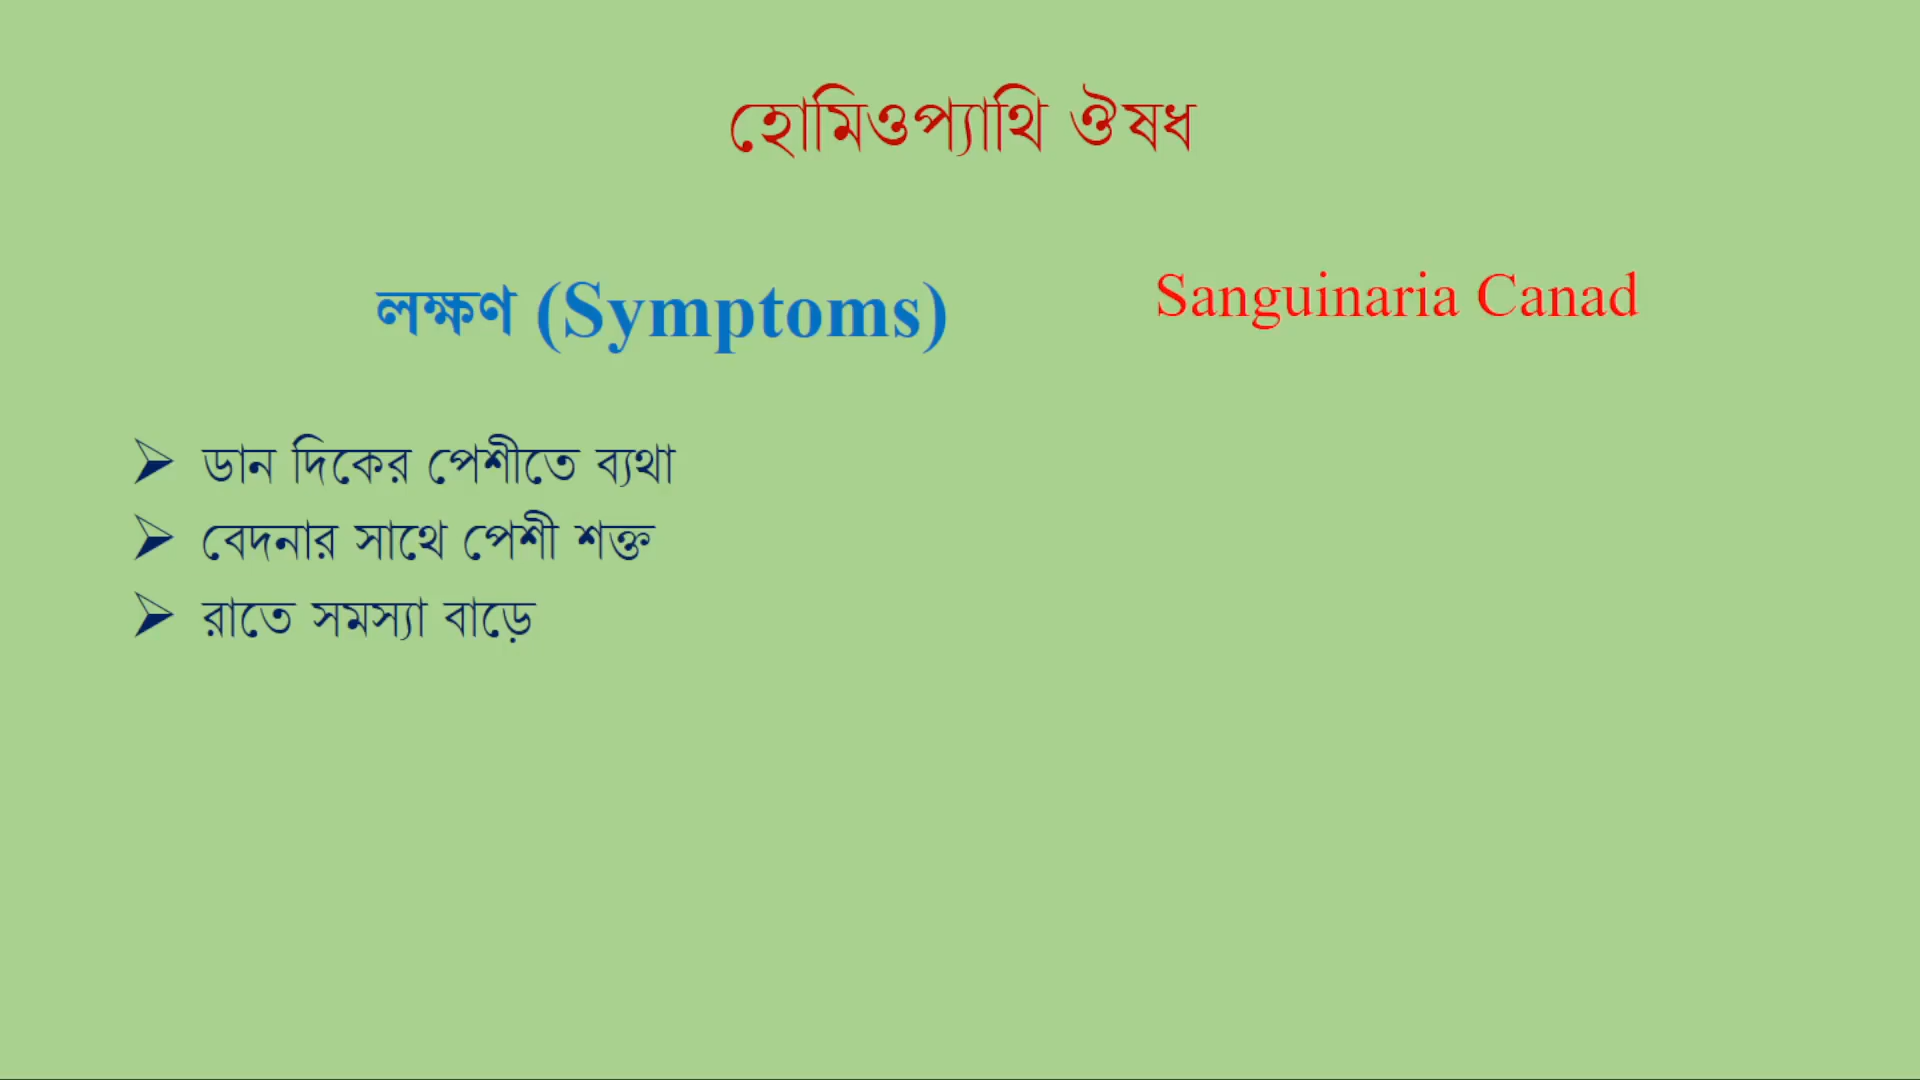 হোমিওপ্যাথি ঔষধ
লক্ষণ (Symptoms)
Sanguinaria Canad
➢ ডান দিকের পেশীতে ব্যথা
➢ বেদনার সাথে পেশী শক্ত
➢ রাতে সমস্যা বাড়ে